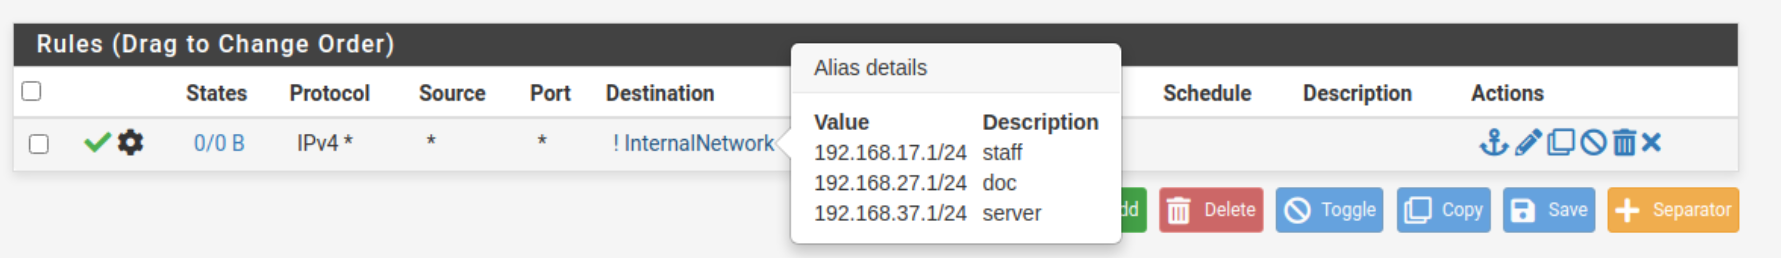 Rules (Drag to Change Order)
Alias details
States Protocol Source Port Destination Schedule Description Actions
Value Description
0/0 B IPv4 * * * ! InternalNetwork
192.168.17.1/24 staff
192.168.27.1/24 doc
192.168.37.1/24 server
dd Delete Toggle Copy Save Separator